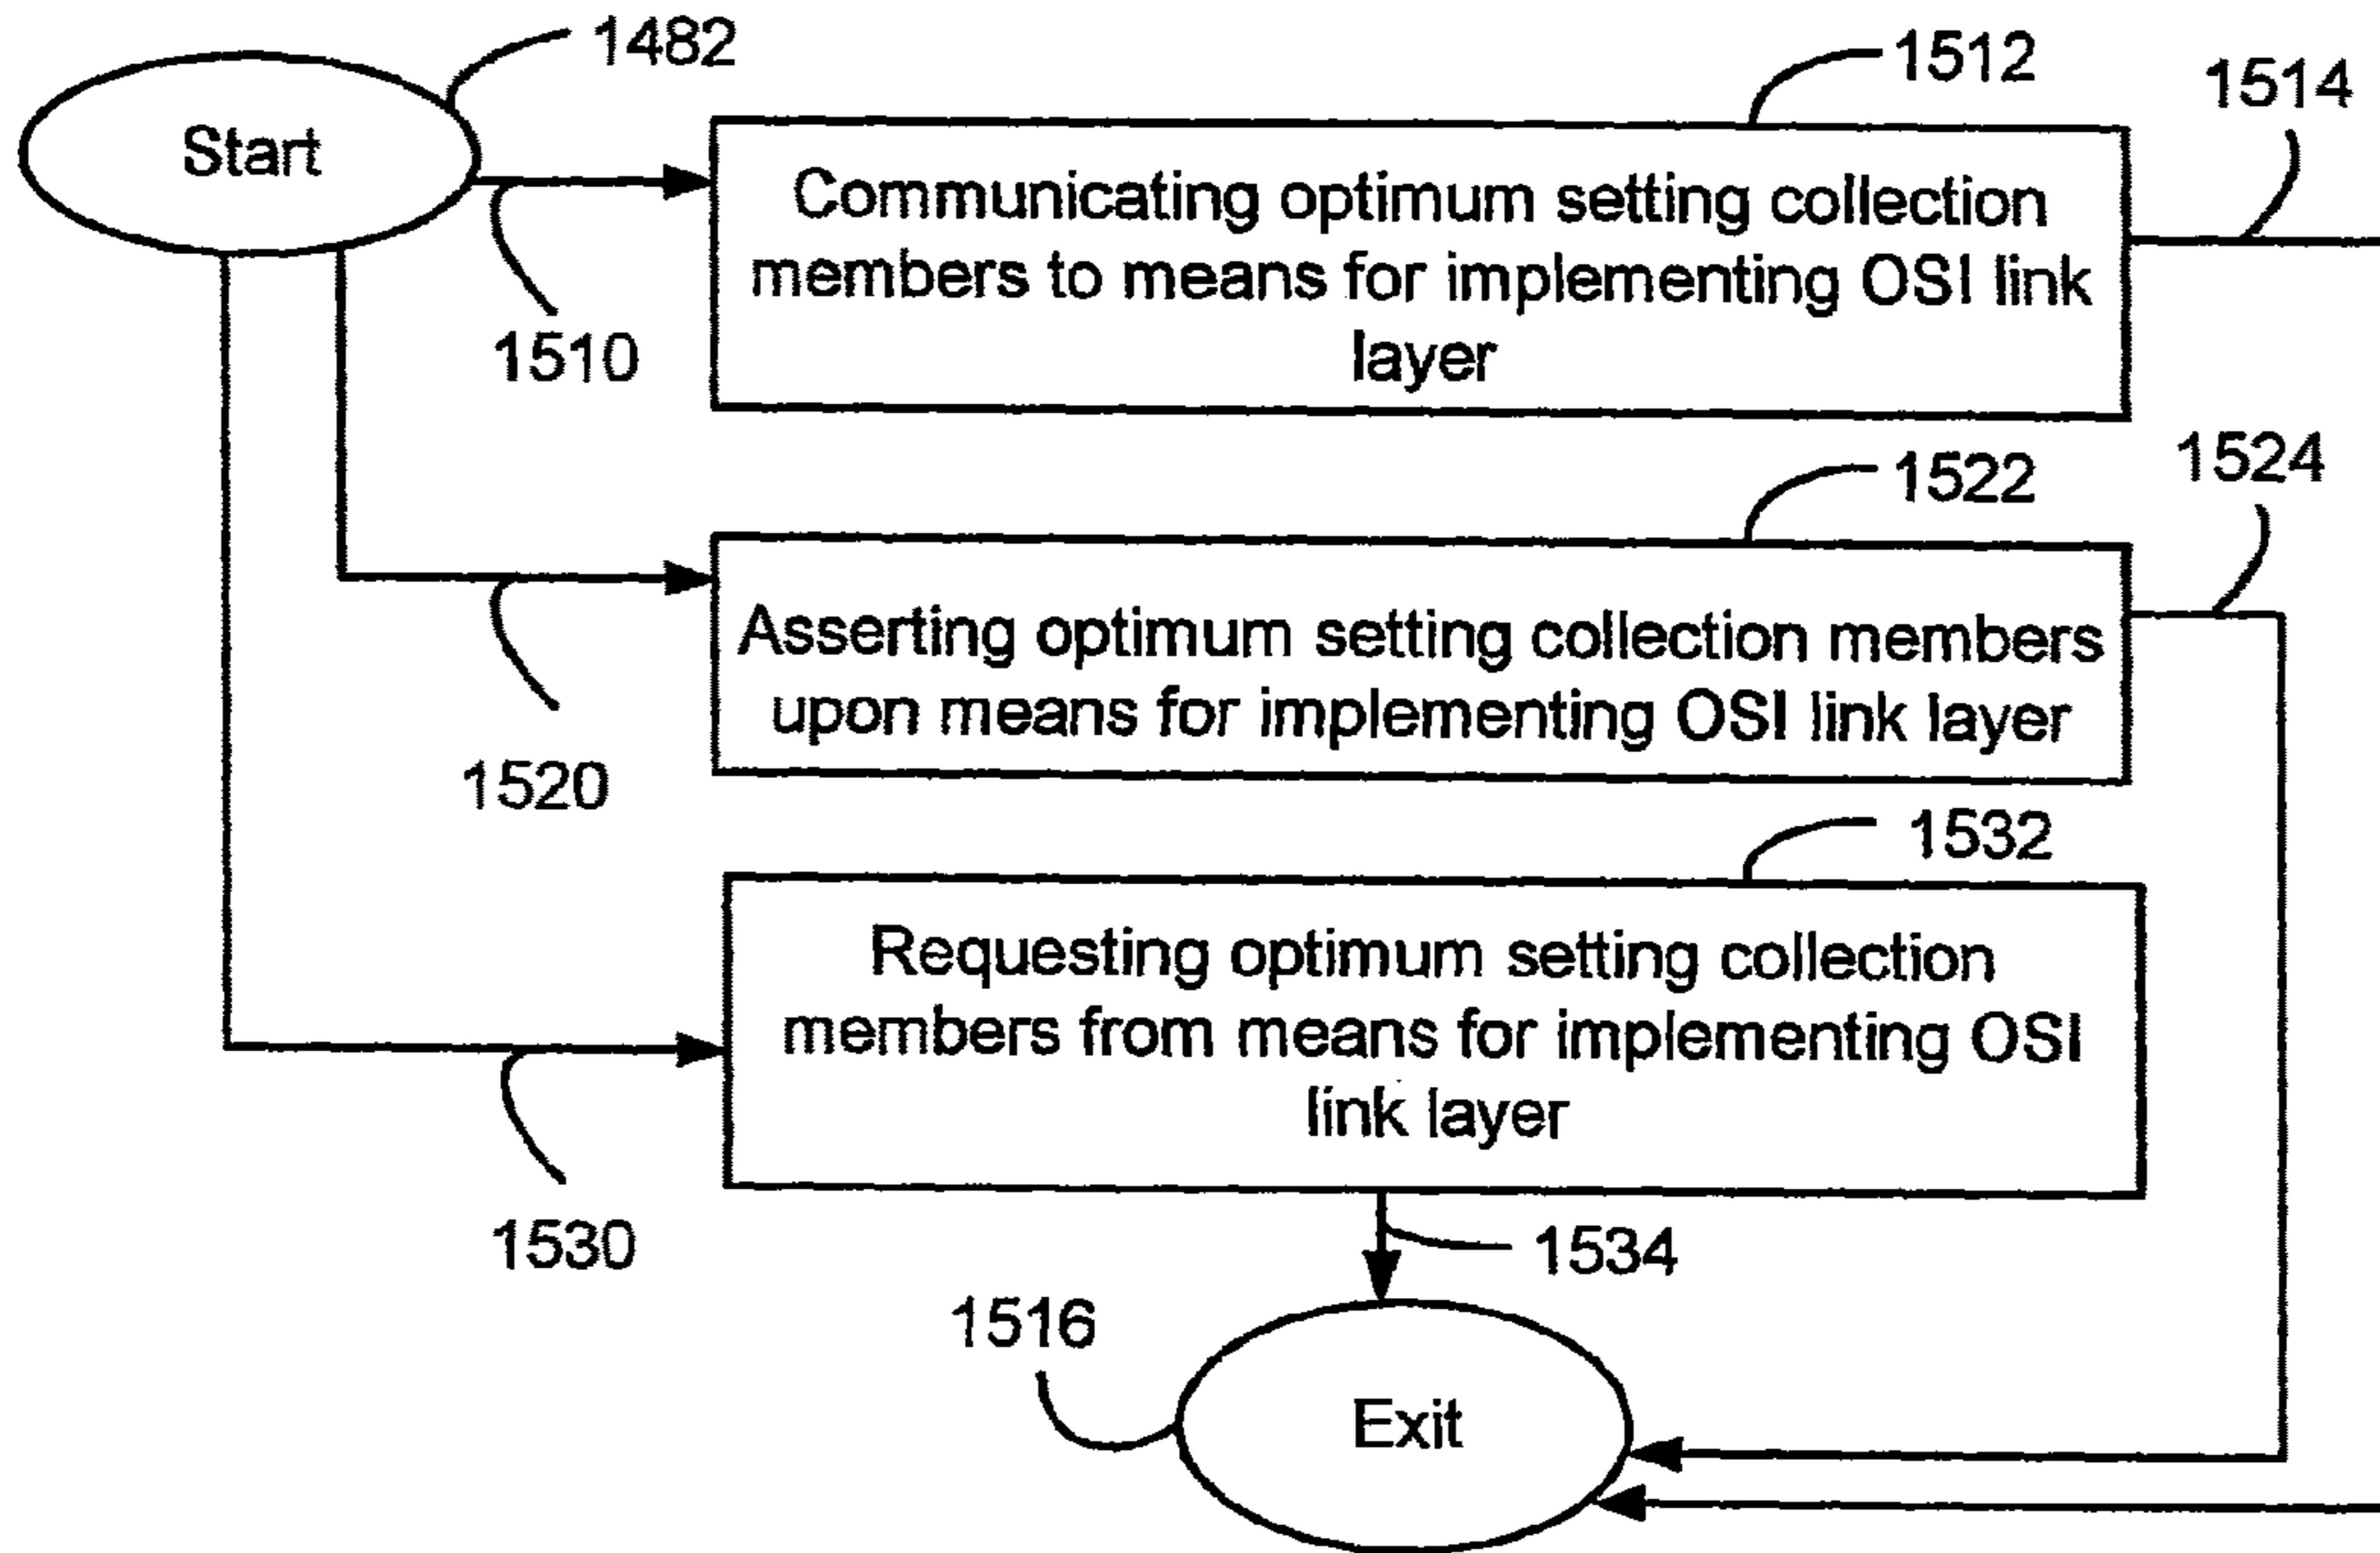 1482
Start
1512
1514
Communicating optimum setting collection
members to means for implementing OSI link
layer
1510
1522
1524
Asserting optimum setting collection members
upon means for implementing OSI link layer
1520
1532
Requesting optimum setting collection
members from means for implementing OSI
link layer
1530
1534
1516
Exit